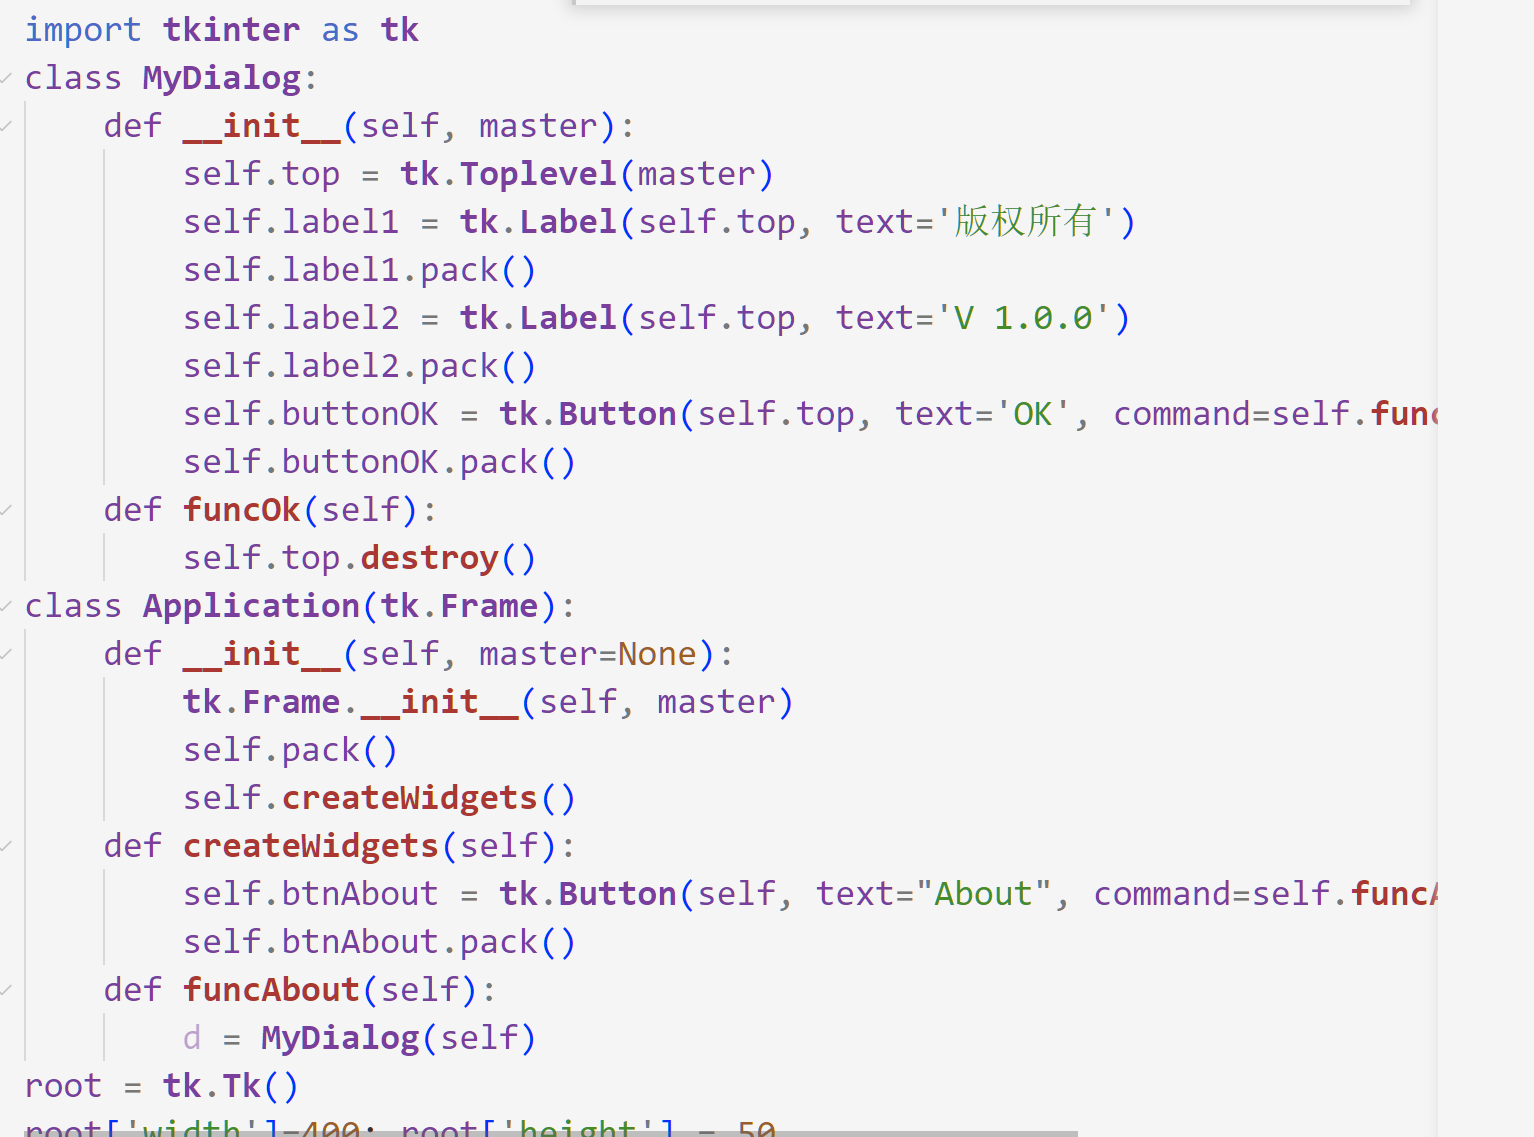 import tkinter as tk
class MyDialog:
    def __init__(self, master):
        self.top = tk.Toplevel(master)
        self.label1 = tk.Label(self.top, text='版权所有')
        self.label1.pack()
        self.label2 = tk.Label(self.top, text='V 1.0.0')
        self.label2.pack()
        self.buttonOK = tk.Button(self.top, text='OK', command=self.func
        self.buttonOK.pack()
    def funcOk(self):
        self.top.destroy()
class Application(tk.Frame):
    def __init__(self, master=None):
        tk.Frame.__init__(self, master)
        self.pack()
        self.createWidgets()
    def createWidgets(self):
        self.btnAbout = tk.Button(self, text="About", command=self.funcA
        self.btnAbout.pack()
    def funcAbout(self):
        d = MyDialog(self)
root = tk.Tk()
root['width']=400; root['height'] = 50